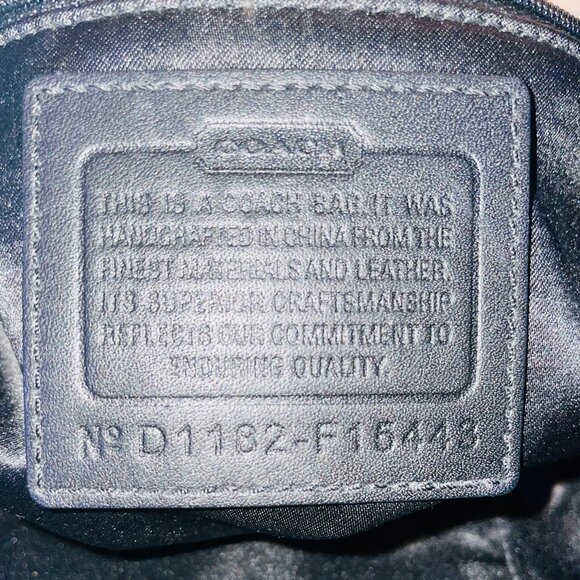 COACH
THIS IS A COACH BAG. IT WAS
HANDCRAFTED IN CHINA FROM THE
FINEST MATERIALS AND LEATHER.
ITS SUPERIOR CRAFTSMANSHIP
REFLECTS OUR COMMITMENT TO
ENDURING QUALITY.
Nº D1182-F15443